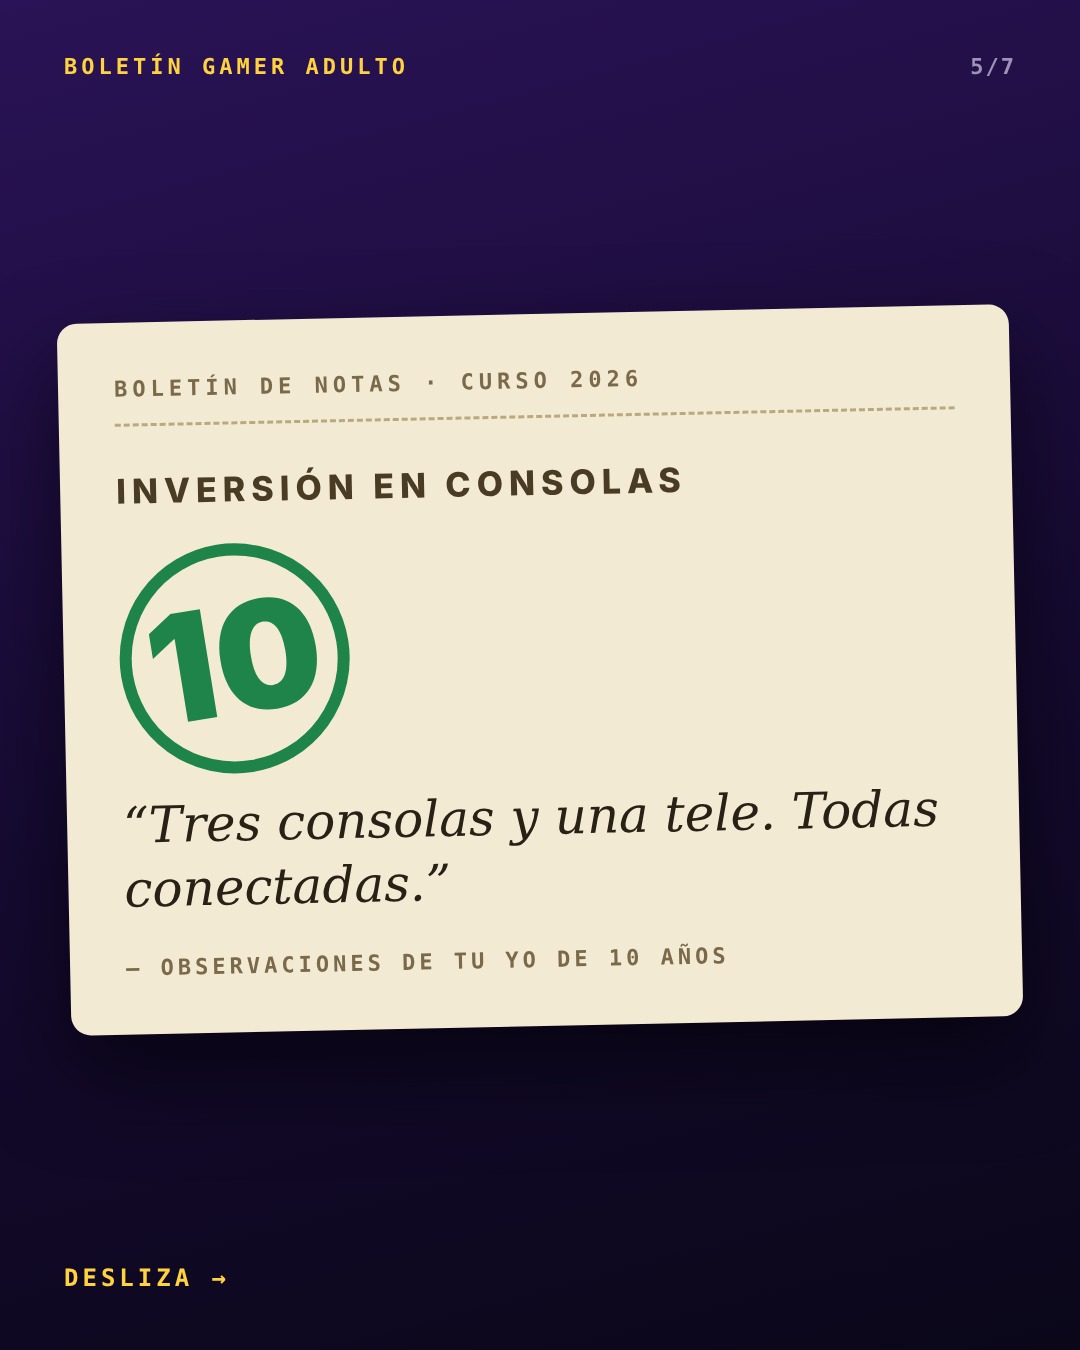 BOLETÍN GAMER ADULTO
5/7
BOLETÍN DE NOTAS · CURSO 2026
INVERSIÓN EN CONSOLAS
10
“Tres consolas y una tele. Todas
conectadas.”
— OBSERVACIONES DE TU YO DE 10 AÑOS
DESLIZA →